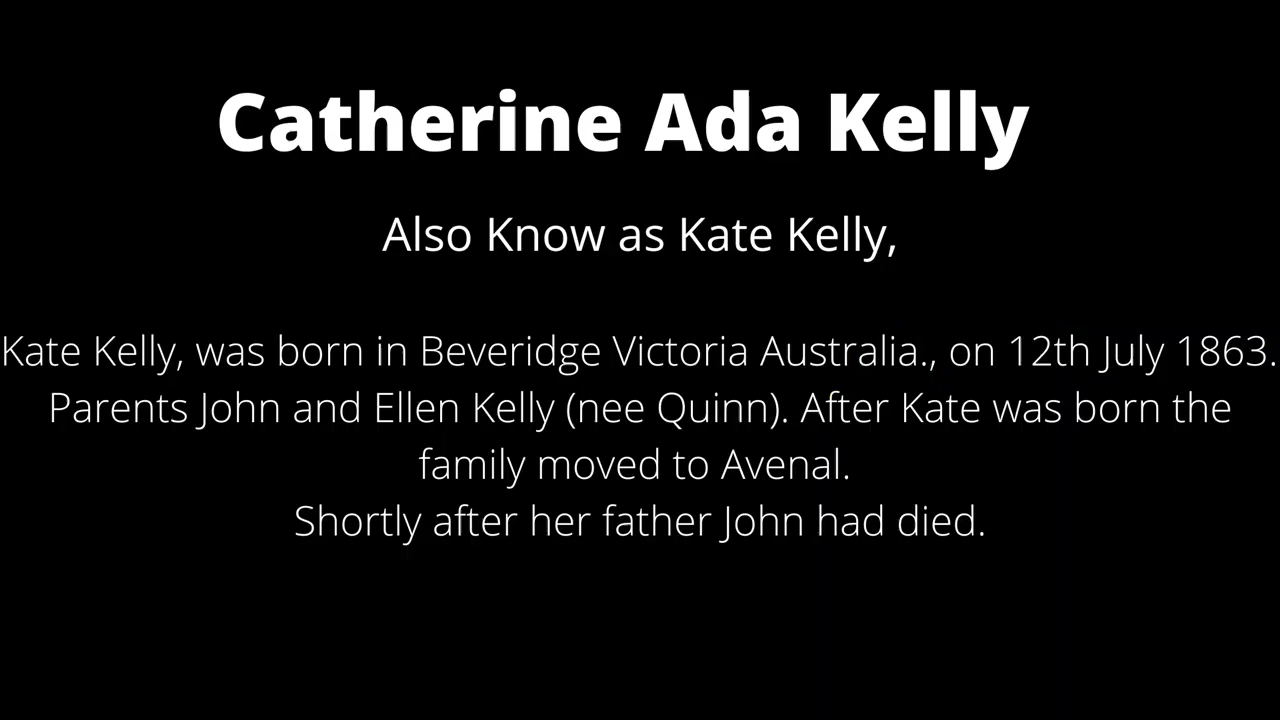 Catherine Ada Kelly
Also Know as Kate Kelly,
Kate Kelly, was born in Beveridge Victoria Australia., on 12th July 1863.
Parents John and Ellen Kelly (nee Quinn). After Kate was born the
family moved to Avenal.
Shortly after her father John had died.